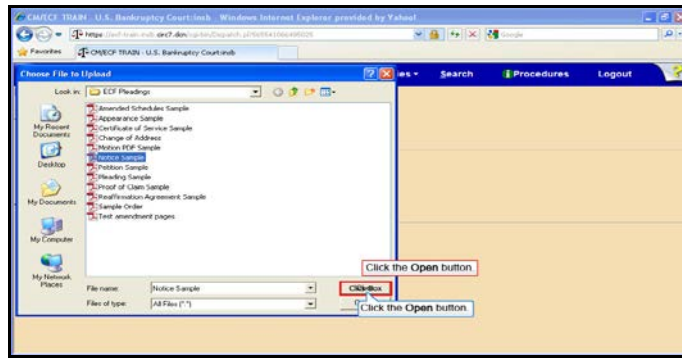 CM/ECF TRAIN - U.S. Bankruptcy Court:insb - Windows Internet Explorer provided by Yahoo!
Google
Favorites
CM/ECF TRAIN - U.S. Bankruptcy Court:insb
Choose File to Upload
Search
Procedures
Logout
Look in:
ECF Pleadings
My Recent Documents
Desktop
My Documents
My Computer
My Network Places
Amended Schedules Sample
Appearance Sample
Certificate of Service Sample
Change of Address
Motion PDF Sample
Notice Sample
Petition Sample
Pleading Sample
Proof of Claim Sample
Reaffirmation Agreement Sample
Sample Order
Test amendment pages
Click the Open button.
File name:
Notice Sample
Files of type:
All Files (*.*)
Click the Open button.